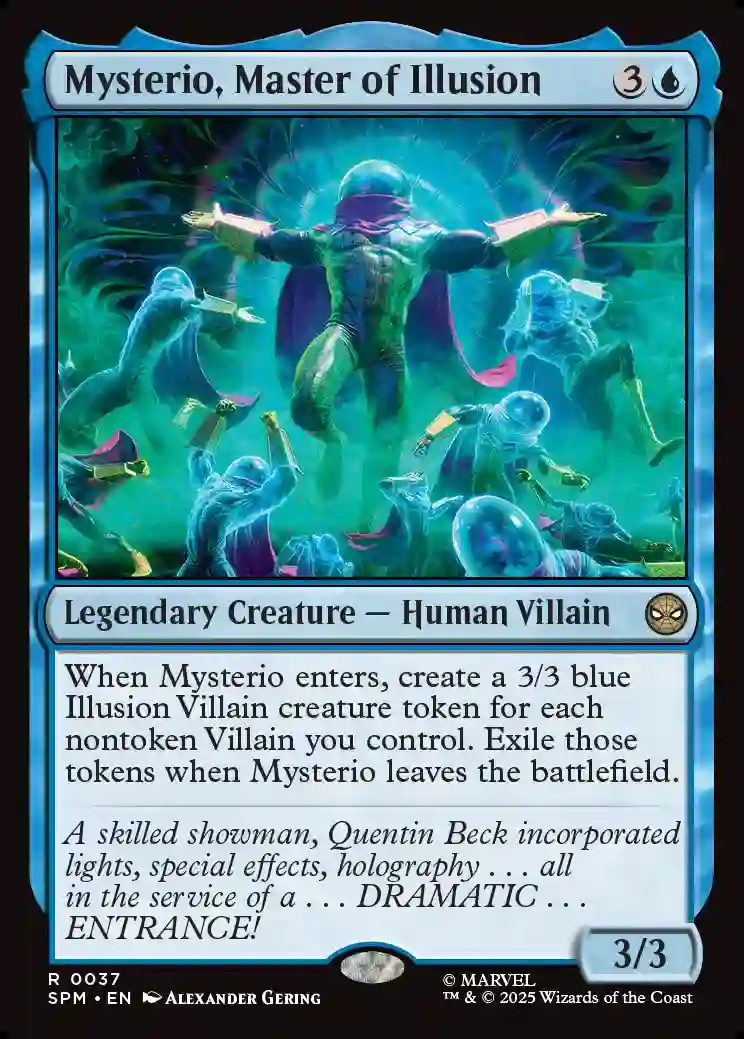 Mysterio, Master of Illusion 3
Legendary Creature — Human Villain
When Mysterio enters, create a 3/3 blue
Illusion Villain creature token for each
nontoken Villain you control. Exile those
tokens when Mysterio leaves the battlefield.
A skilled showman, Quentin Beck incorporated
lights, special effects, holography . . . all
in the service of a . . . DRAMATIC . . .
ENTRANCE!
3/3
R 0037
SPM • EN ALEXANDER GERING
© MARVEL
™ & © 2025 Wizards of the Coast